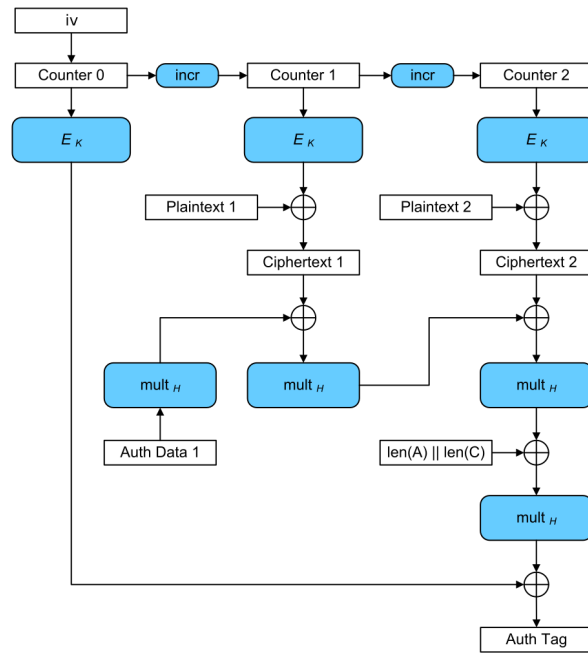 iv
Counter 0
incr
Counter 1
incr
Counter 2
E K
E K
E K
Plaintext 1
Plaintext 2
Ciphertext 1
Ciphertext 2
mult H
mult H
mult H
Auth Data 1
len(A) || len(C)
mult H
Auth Tag